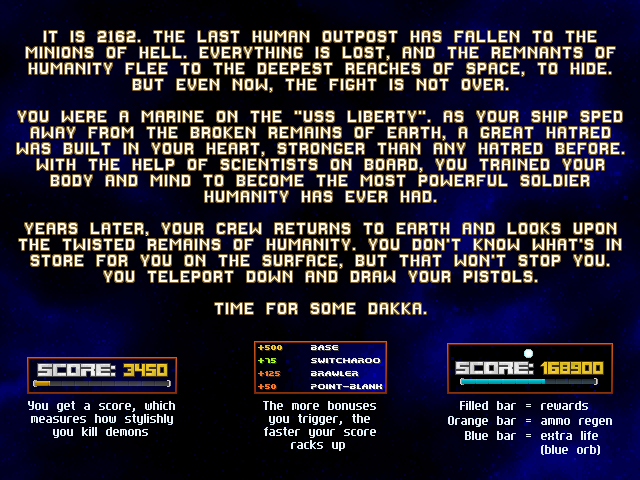 IT IS 2162. THE LAST HUMAN OUTPOST HAS FALLEN TO THE
MINIONS OF HELL. EVERYTHING IS LOST, AND THE REMNANTS OF
HUMANITY FLEE TO THE DEEPEST REACHES OF SPACE, TO HIDE.
BUT EVEN NOW, THE FIGHT IS NOT OVER.
YOU WERE A MARINE ON THE "USS LIBERTY". AS YOUR SHIP SPED
AWAY FROM THE BROKEN REMAINS OF EARTH, A GREAT HATRED
WAS BUILT IN YOUR HEART, STRONGER THAN ANY HATRED BEFORE.
WITH THE HELP OF SCIENTISTS ON BOARD, YOU TRAINED YOUR
BODY AND MIND TO BECOME THE MOST POWERFUL SOLDIER
HUMANITY HAS EVER HAD.
YEARS LATER, YOUR CREW RETURNS TO EARTH AND LOOKS UPON
THE TWISTED REMAINS OF HUMANITY. YOU DON'T KNOW WHAT'S IN
STORE FOR YOU ON THE SURFACE, BUT THAT WON'T STOP YOU.
YOU TELEPORT DOWN AND DRAW YOUR PISTOLS.
TIME FOR SOME DAKKA.
SCORE: 3450
You get a score, which
measures how stylishly
you kill demons
+500 BASE
+75 SWITCHAROO
+125 BRAWLER
+50 POINT-BLANK
The more bonuses
you trigger, the
faster your score
racks up
SCORE: 168900
Filled bar = rewards
Orange bar = ammo regen
Blue bar = extra life
(blue orb)